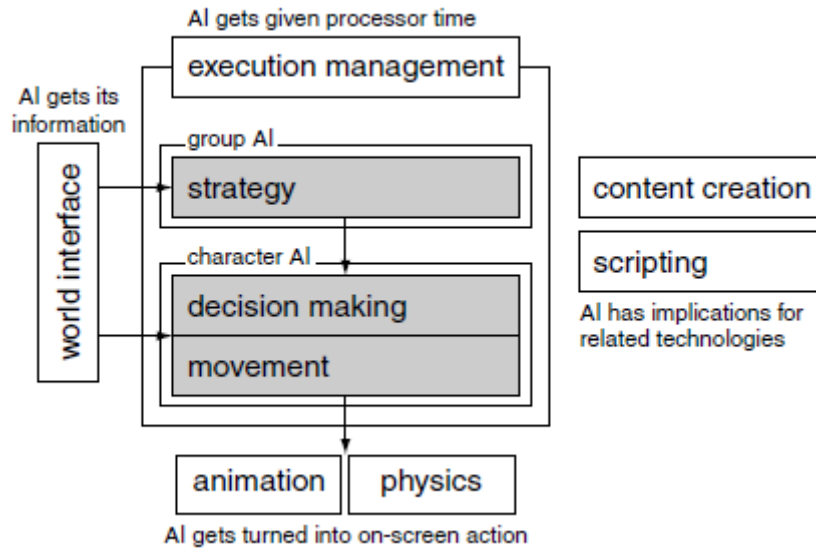 AI gets given processor time
execution management
AI gets its
information
group AI
strategy
world interface
content creation
character AI
scripting
decision making
AI has implications for
related technologies
movement
animation
physics
AI gets turned into on-screen action